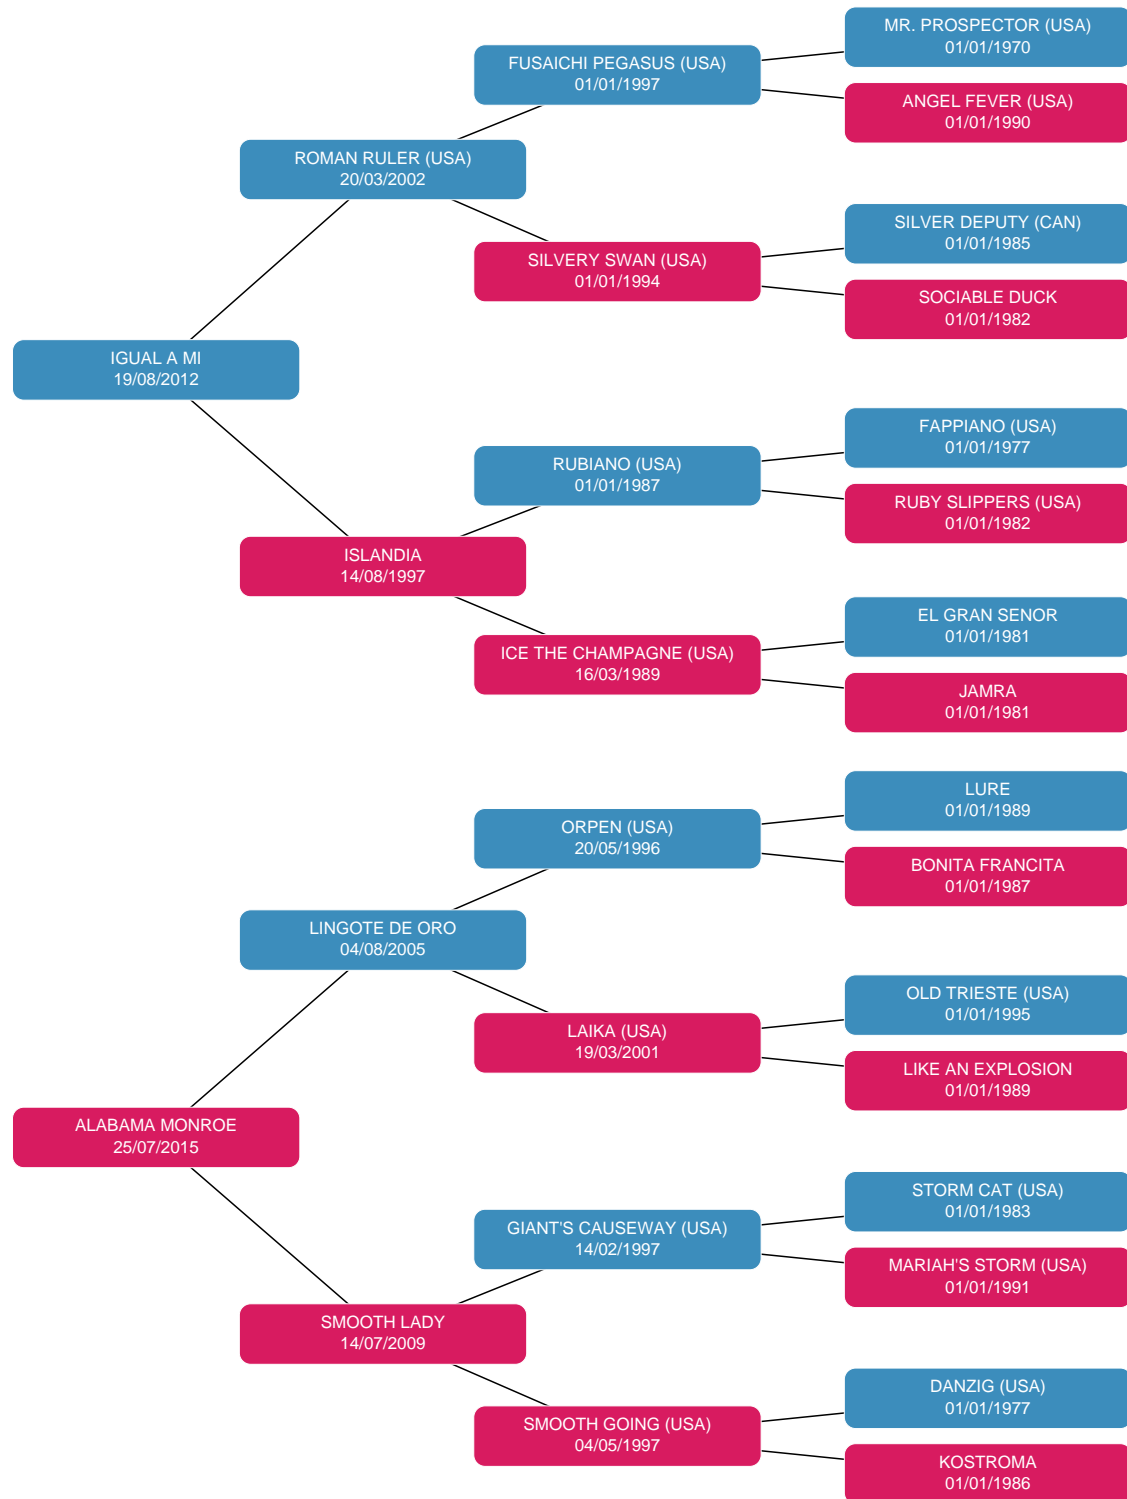 MR. PROSPECTOR (USA)
01/01/1970
FUSAICHI PEGASUS (USA)
01/01/1997
ANGEL FEVER (USA)
01/01/1990
ROMAN RULER (USA)
20/03/2002
SILVER DEPUTY (CAN)
01/01/1985
SILVERY SWAN (USA)
01/01/1994
SOCIABLE DUCK
01/01/1982
IGUAL A MI
19/08/2012
FAPPIANO (USA)
01/01/1977
RUBIANO (USA)
01/01/1987
RUBY SLIPPERS (USA)
01/01/1982
ISLANDIA
14/08/1997
EL GRAN SENOR
01/01/1981
ICE THE CHAMPAGNE (USA)
16/03/1989
JAMRA
01/01/1981
LURE
01/01/1989
ORPEN (USA)
20/05/1996
BONITA FRANCITA
01/01/1987
LINGOTE DE ORO
04/08/2005
OLD TRIESTE (USA)
01/01/1995
LAIKA (USA)
19/03/2001
LIKE AN EXPLOSION
01/01/1989
ALABAMA MONROE
25/07/2015
STORM CAT (USA)
01/01/1983
GIANT'S CAUSEWAY (USA)
14/02/1997
MARIAH'S STORM (USA)
01/01/1991
SMOOTH LADY
14/07/2009
DANZIG (USA)
01/01/1977
SMOOTH GOING (USA)
04/05/1997
KOSTROMA
01/01/1986